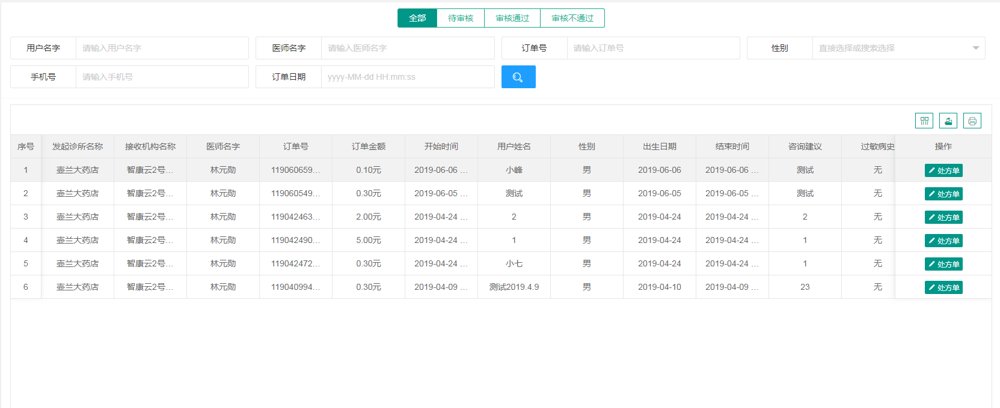 全部 待审核 审核通过 审核不通过
用户名字 请输入用户名字 医师名字 请输入医师名字 订单号 请输入订单号 性别 直接选择或搜索选择
手机号 请输入手机号 订单日期 yyyy-MM-dd HH:mm:ss
序号 发起诊所名称 接收机构名称 医师名字 订单号 订单金额 开始时间 用户姓名 性别 出生日期 结束时间 咨询建议 过敏病史 操作
1 壶兰大药店 智康云2号... 林元勋 119060659... 0.10元 2019-06-06 ... 小峰 男 2019-06-06 2019-06-06 ... 测试 无 处方单
2 壶兰大药店 智康云2号... 林元勋 119060549... 0.30元 2019-06-05 ... 测试 男 2019-06-05 2019-06-05 ... 测试 无 处方单
3 壶兰大药店 智康云2号... 林元勋 119042463... 2.00元 2019-04-24 ... 2 男 2019-04-24 2019-04-24 ... 2 无 处方单
4 壶兰大药店 智康云2号... 林元勋 119042490... 5.00元 2019-04-24 ... 1 男 2019-04-24 2019-04-24 ... 1 无 处方单
5 壶兰大药店 智康云2号... 林元勋 119042472... 0.30元 2019-04-24 ... 小七 男 2019-04-24 2019-04-24 ... 1 无 处方单
6 壶兰大药店 智康云2号... 林元勋 119040994... 0.30元 2019-04-09 ... 测试2019.4.9 男 2019-04-10 2019-04-09 ... 23 无 处方单